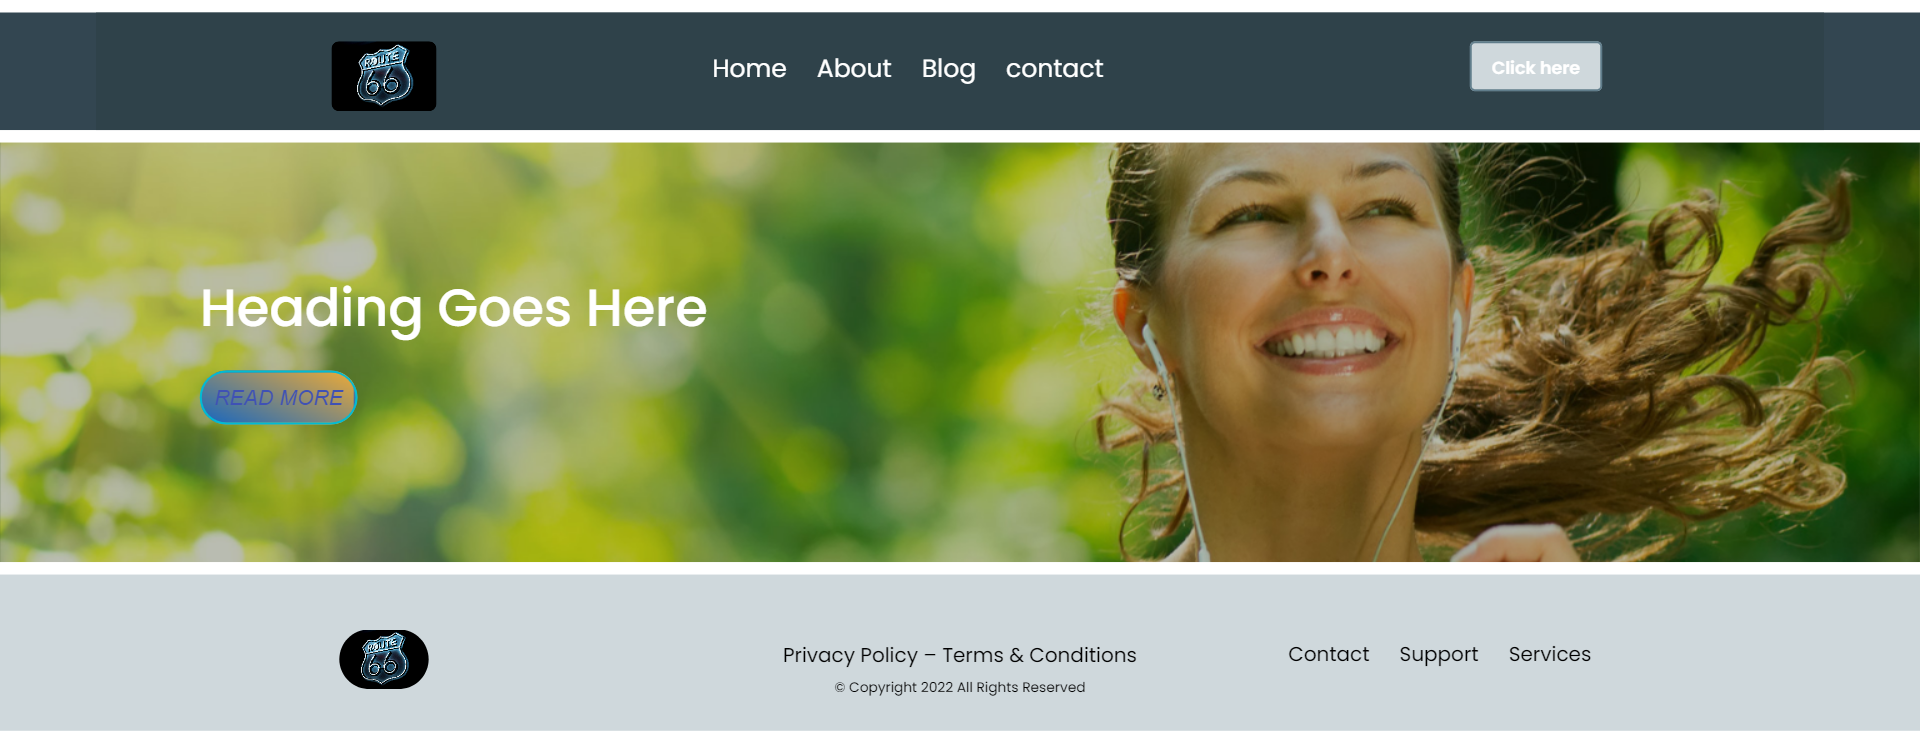 ROUTE
66
Home About Blog contact
Click here
Heading Goes Here
READ MORE
ROUTE
66
Privacy Policy – Terms & Conditions
© Copyright 2022 All Rights Reserved
Contact Support Services